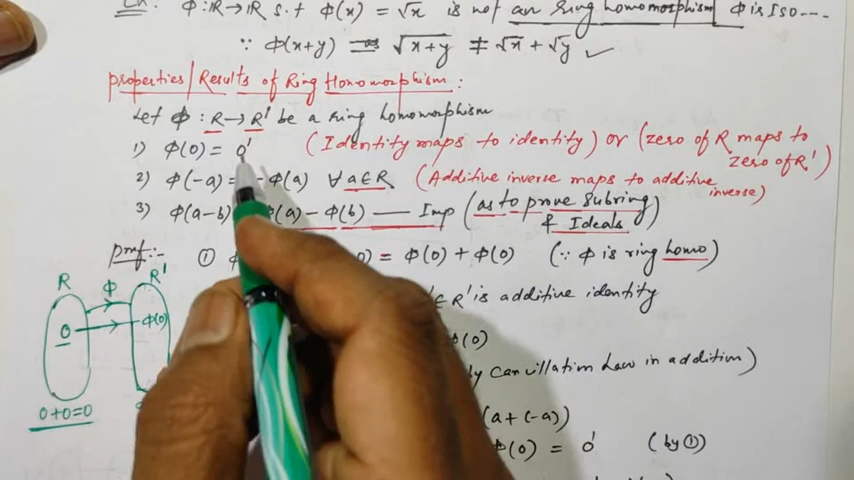 Ex. Φ : R → R s.t Φ(x) = √x is not an ring homomorphism Φ is Iso....
∵ Φ(x+y) = √x+y ≠ √x + √y ✓
Properties/Results of Ring Homomorphism :
Let Φ : R → R' be a ring homomorphism
1) Φ(0) = 0' (Identity maps to identity) or (zero of R maps to
zero of R')
2) Φ(-a) = -Φ(a) ∀ a ∈ R (Additive inverse maps to additive
inverse)
3) Φ(a-b) Φ(a) - Φ(b) — Imp (as to prove Subring
& Ideals)
proof:- ① 0) = Φ(0) + Φ(0) (∵ Φ is ring homo)
R Φ R'
∈ R' is additive identity
0 Φ(0)
Φ(0)
Cancillation Law in addition)
0+0=0
(a+(-a))
Φ(0) = 0' (by ①)